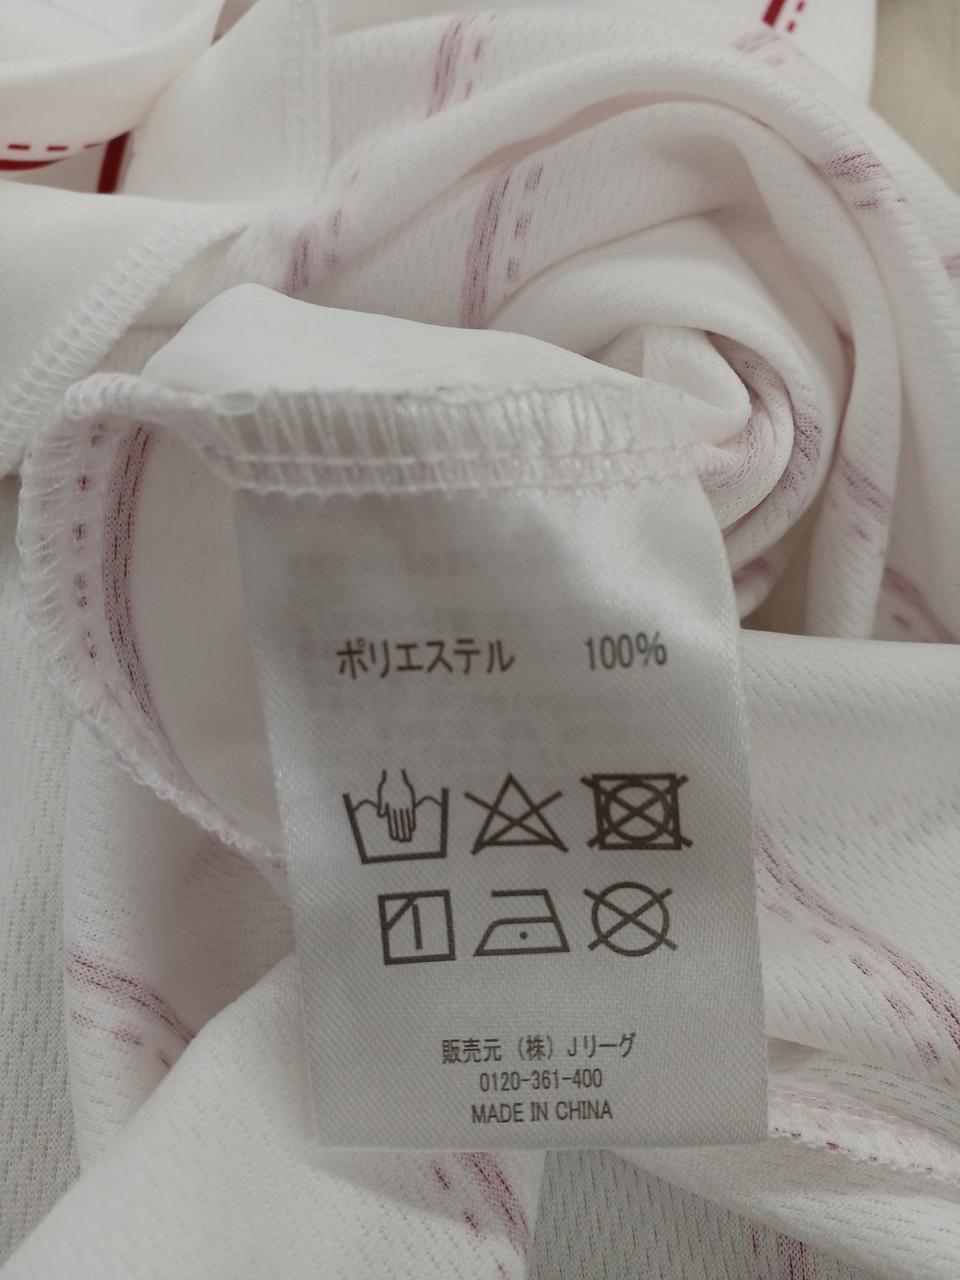 ポリエステル 100%
販売元 (株) Jリーグ
0120-361-400
MADE IN CHINA